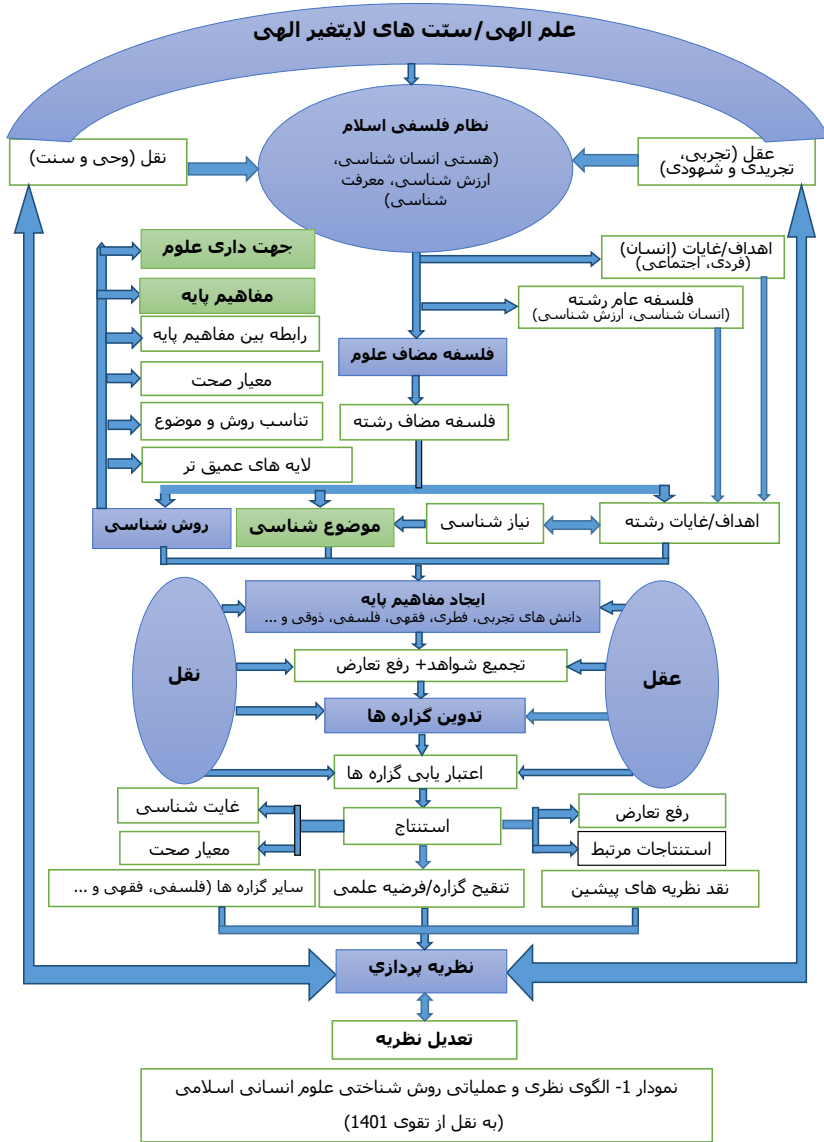 علم الهی/سنّت های لایتغیر الهی
نظام فلسفی اسلام
(هستی انسان شناسی،
ارزش شناسی، معرفت
شناسی)
عقل (تجربی،
تجریدی و شهودی)
نقل (وحی و سنت)
جهت داری علوم
اهداف/غایات (انسان)
(فردی، اجتماعی)
مفاهیم پایه
فلسفه عام رشته
(انسان شناسی، ارزش شناسی)
رابطه بین مفاهیم پایه
فلسفه مضاف علوم
معیار صحت
تناسب روش و موضوع
فلسفه مضاف رشته
لایه های عمیق تر
اهداف/غایات رشته
نیاز شناسی
موضوع شناسی
روش شناسی
ایجاد مفاهیم پایه
دانش های تجربی، فطری، فقهی، فلسفی، ذوقی و ...
عقل
نقل
تجمیع شواهد+ رفع تعارض
تدوین گزاره ها
اعتبار یابی گزاره ها
غایت شناسی
رفع تعارض
استنتاج
معیار صحت
استنتاجات مرتبط
نقد نظریه های پیشین
تنقیح گزاره/فرضیه علمی
سایر گزاره ها (فلسفی، فقهی و ...
نظریه پردازي
تعدیل نظریه
نمودار 1- الگوی نظری و عملیاتی روش شناختی علوم انسانی اسلامی
(به نقل از تقوی 1401)